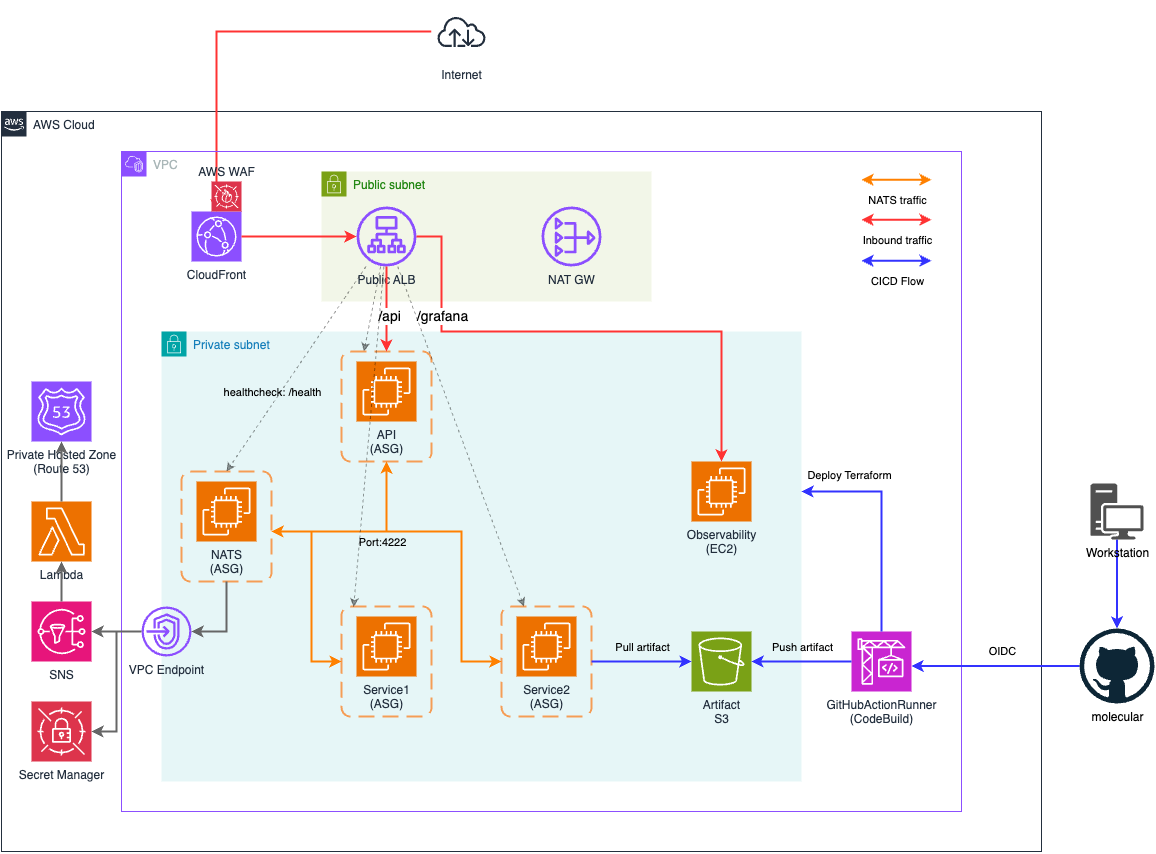 Internet
aws
AWS Cloud
VPC
AWS WAF
CloudFront
Public subnet
Public ALB
NAT GW
NATS traffic
Inbound traffic
CICD Flow
/api
/grafana
Private subnet
healthcheck: /health
API
(ASG)
53
Private Hosted Zone
(Route 53)
Lambda
SNS
Secret Manager
VPC Endpoint
NATS
(ASG)
Port:4222
Service1
(ASG)
Service2
(ASG)
Observability
(EC2)
Deploy Terraform
Pull artifact
Push artifact
Artifact
S3
GitHubActionRunner
(CodeBuild)
OIDC
Workstation
molecular